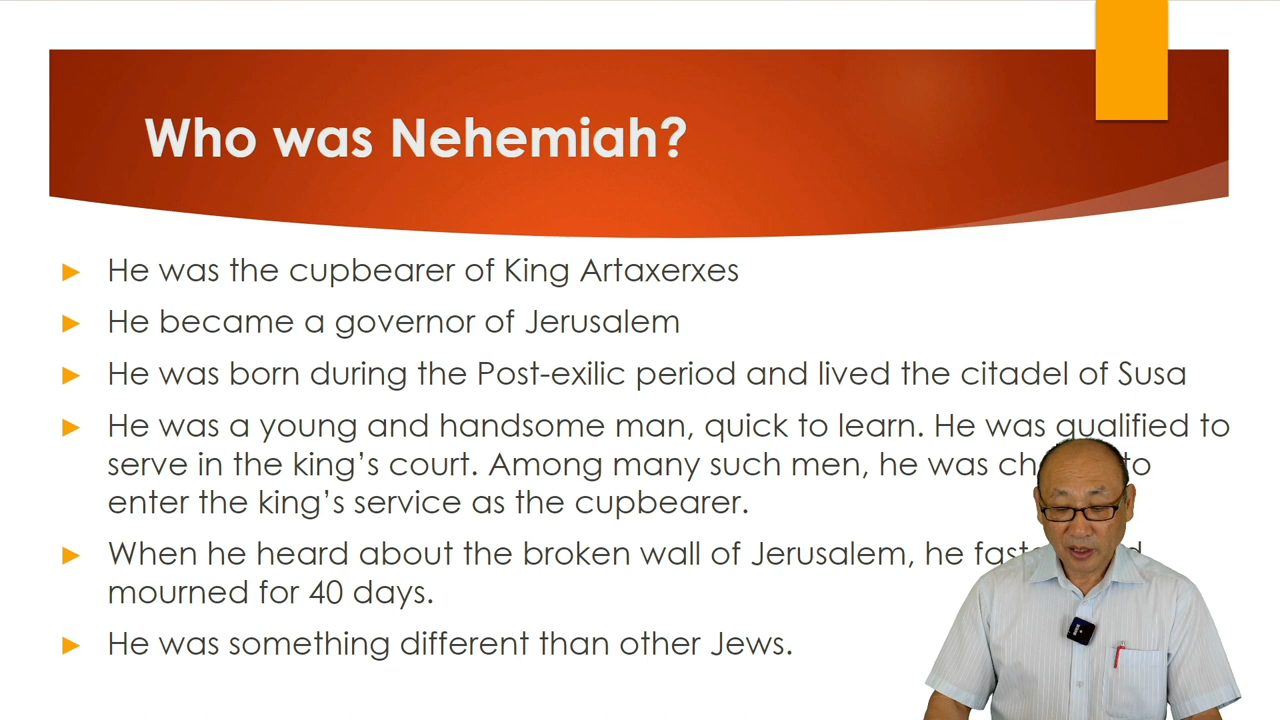 Who was Nehemiah?
He was the cupbearer of King Artaxerxes
He became a governor of Jerusalem
He was born during the Post-exilic period and lived the citadel of Susa
He was a young and handsome man, quick to learn. He was qualified to
serve in the king's court. Among many such men, he was to
enter the king's service as the cupbearer.
When he heard about the broken wall of Jerusalem, he
mourned for 40 days.
He was something different than other Jews.